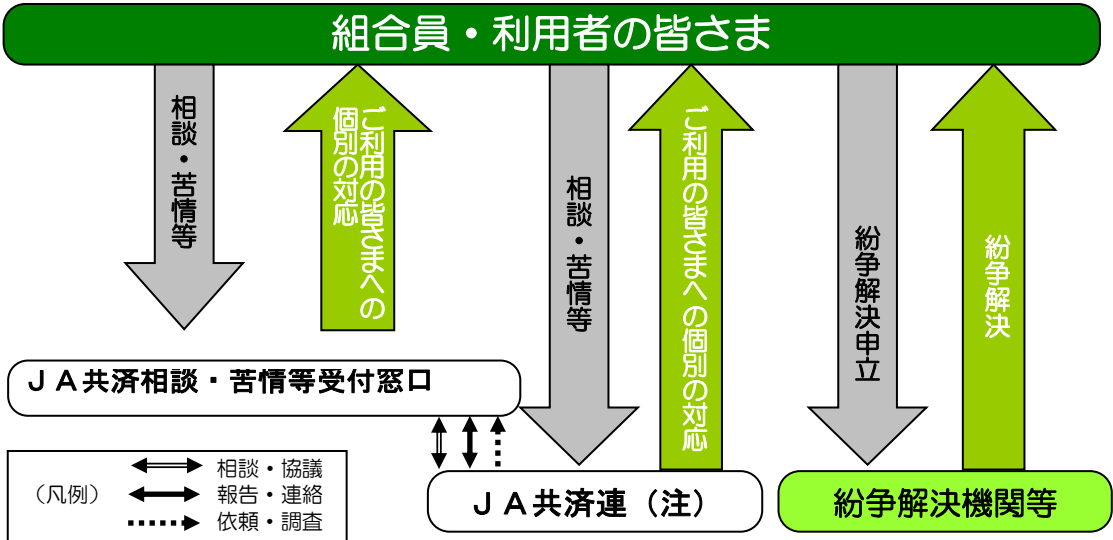 組合員・利用者の皆さま
相談・苦情等
ご利用の皆さまへの
個別の対応
相談・苦情等
ご利用の皆さまへの個別の対応
紛争解決申立
紛争解決
ＪＡ共済相談・苦情等受付窓口
ＪＡ共済連（注）
紛争解決機関等
（凡例）
相談・協議
報告・連絡
依頼・調査